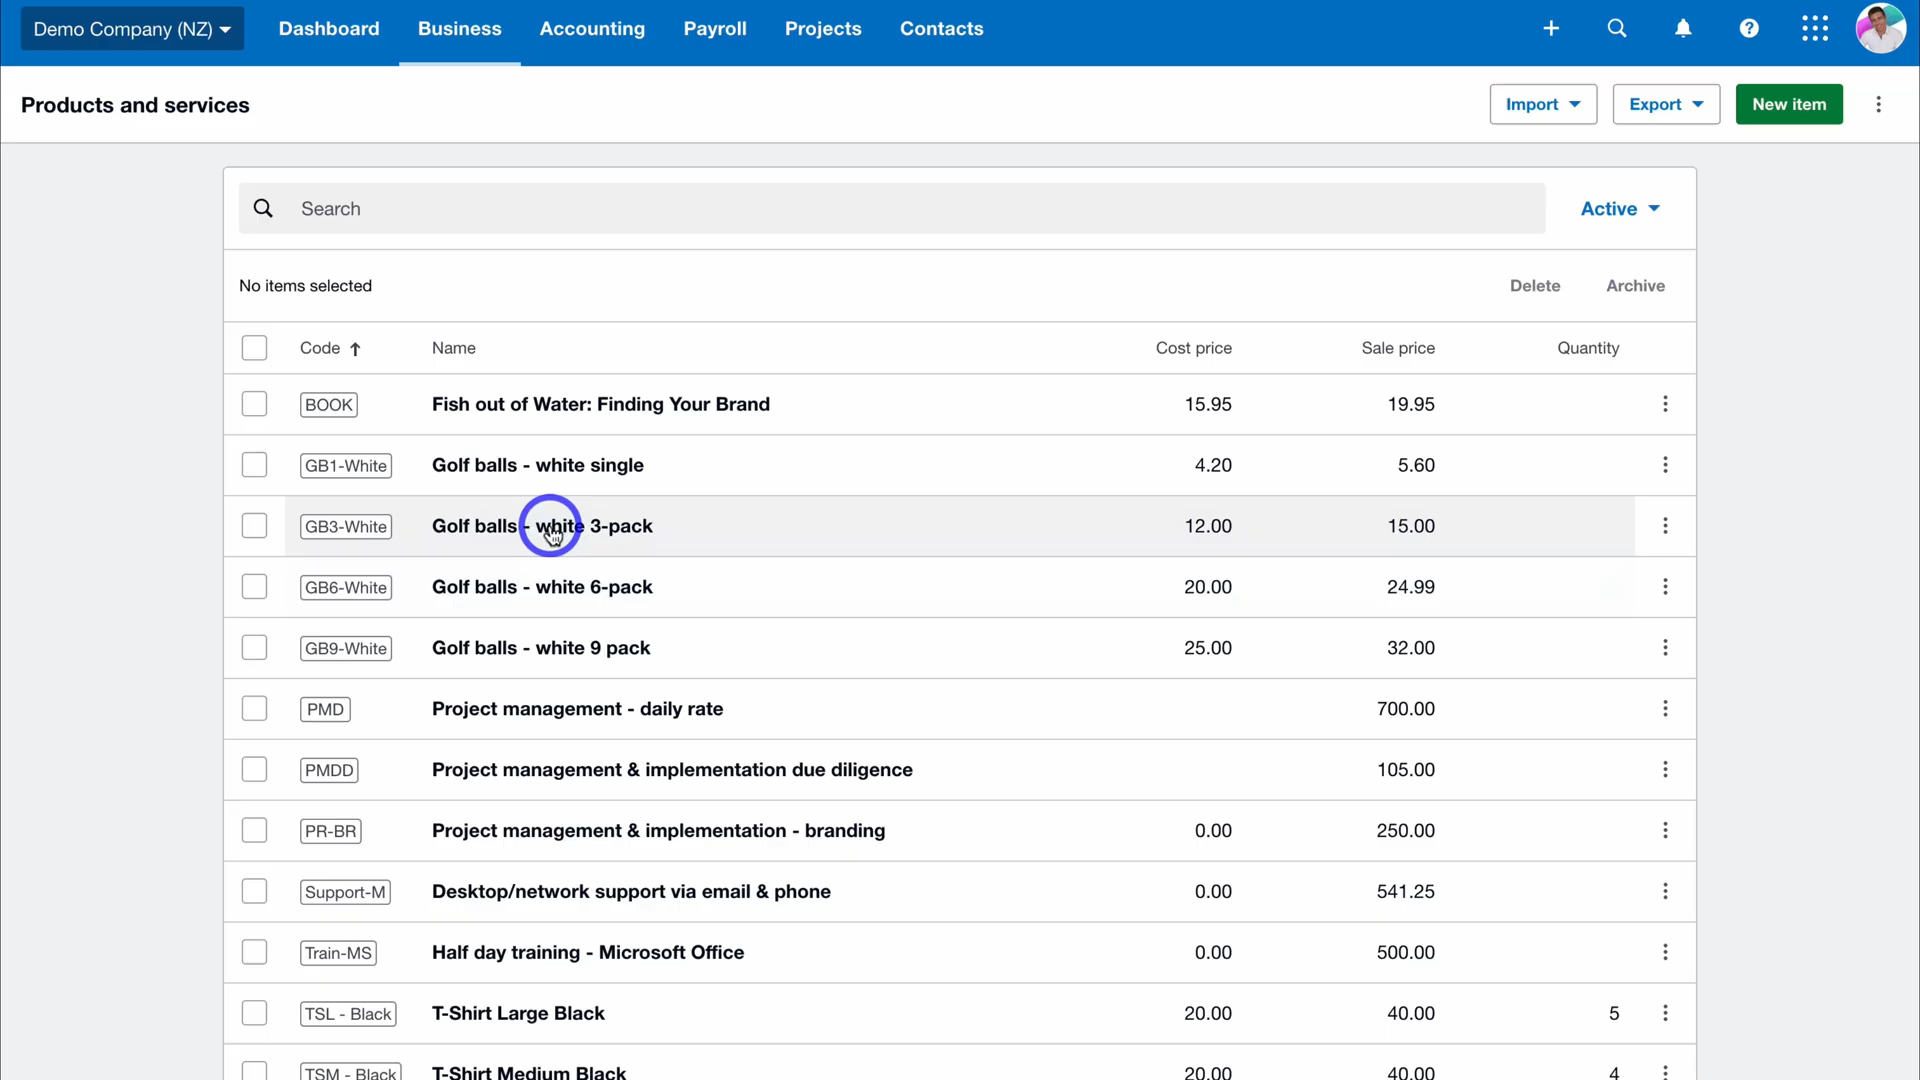 Demo Company (NZ) Dashboard Business Accounting Payroll Projects Contacts
Products and services Import Export New item
Search Active
No items selected Delete Archive
Code Name Cost price Sale price Quantity
BOOK Fish out of Water: Finding Your Brand 15.95 19.95
GB1-White Golf balls - white single 4.20 5.60
GB3-White Golf balls - white 3-pack 12.00 15.00
GB6-White Golf balls - white 6-pack 20.00 24.99
GB9-White Golf balls - white 9 pack 25.00 32.00
PMD Project management - daily rate 700.00
PMDD Project management & implementation due diligence 105.00
PR-BR Project management & implementation - branding 0.00 250.00
Support-M Desktop/network support via email & phone 0.00 541.25
Train-MS Half day training - Microsoft Office 0.00 500.00
TSL - Black T-Shirt Large Black 20.00 40.00 5
TSM - Black T-Shirt Medium Black 20.00 40.00 4